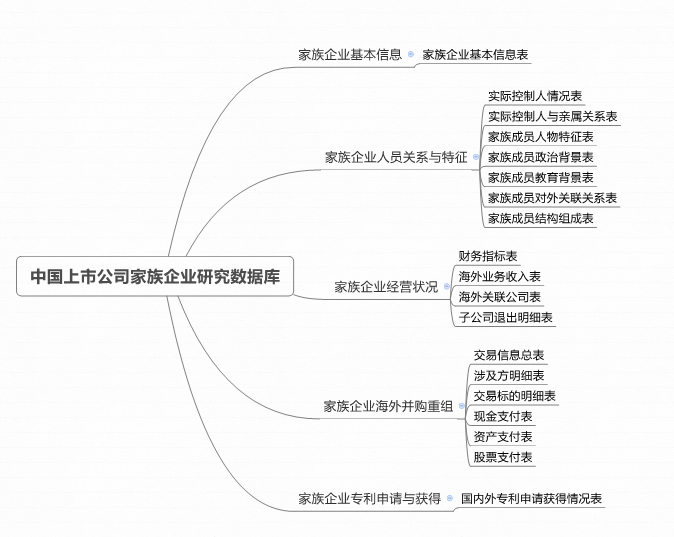 中国上市公司家族企业研究数据库
家族企业基本信息
家族企业基本信息表
家族企业人员关系与特征
实际控制人情况表
实际控制人与亲属关系表
家族成员人物特征表
家族成员政治背景表
家族成员教育背景表
家族成员对外关联关系表
家族成员结构组成表
家族企业经营状况
财务指标表
海外业务收入表
海外关联公司表
子公司退出明细表
家族企业海外并购重组
交易信息总表
涉及方明细表
交易标的明细表
现金支付表
资产支付表
股票支付表
家族企业专利申请与获得
国内外专利申请获得情况表